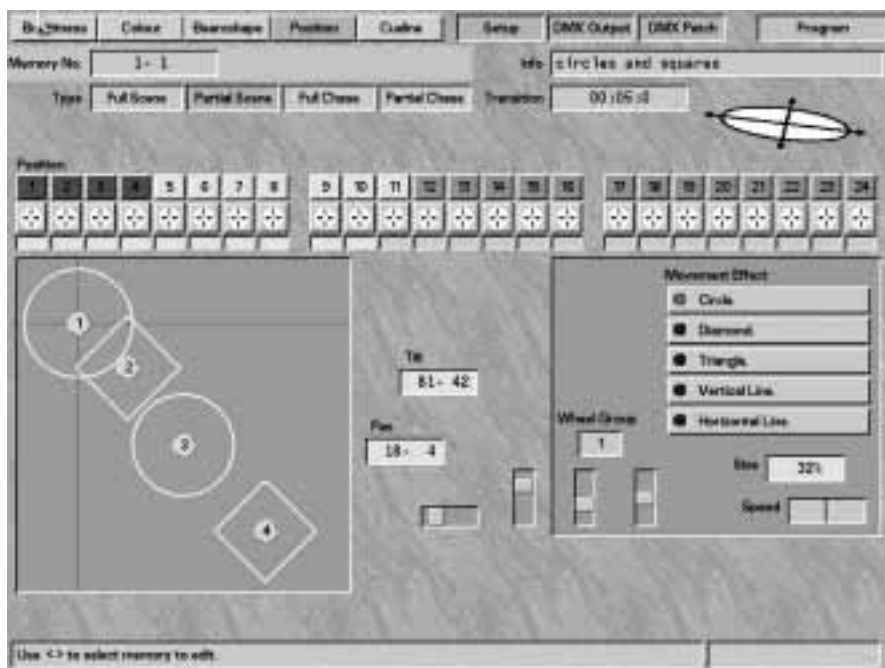 Brightness Colour Beamshape Position Cueline Setup DMX Output DMX Patch Program
Memory No. 1- 1 Info circles and squares
Type Full Scene Partial Scene Full Chase Partial Chase Transition 00:05:0
Position
1 2 3 4 5 6 7 8 9 10 11 12 13 14 15 16 17 18 19 20 21 22 23 24
Movement Effect
Circle
Diamond
Triangle
Vertical Line
Horizontal Line
1
2
3
4
Tilt
81- 42
Pan
18- 4
Wheel Group
1
Size 32%
Speed
Use <> to select memory to edit.